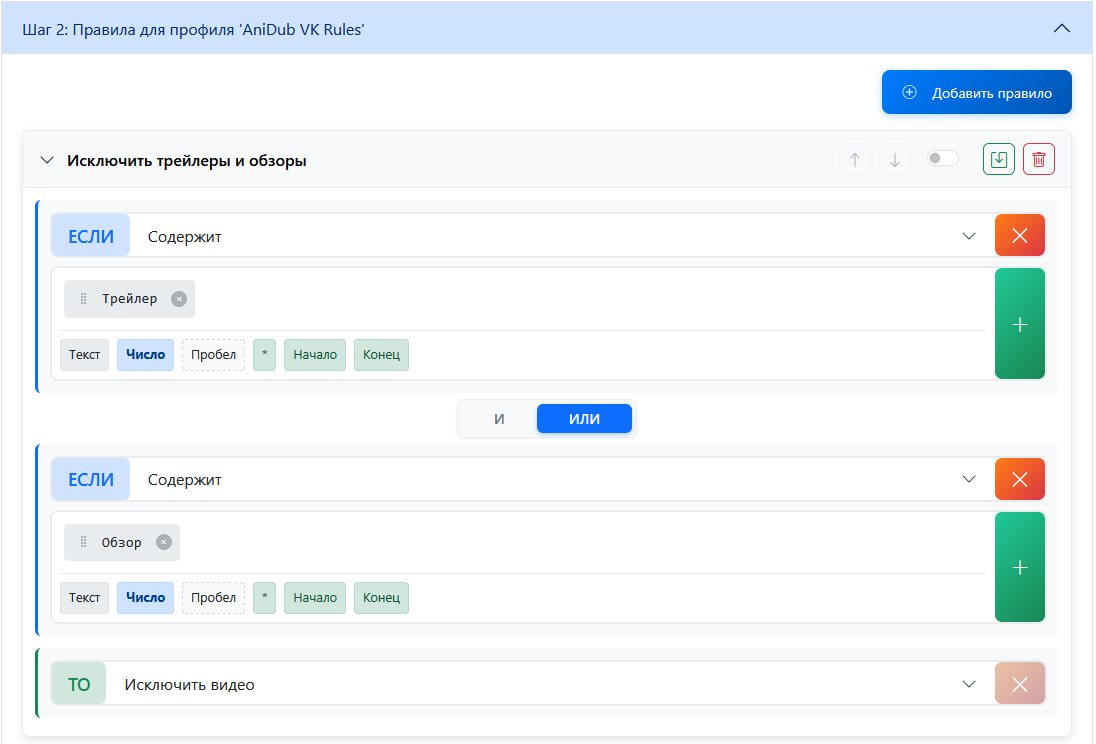 Шаг 2: Правила для профиля 'AniDub VK Rules'
Добавить правило
Исключить трейлеры и обзоры
ЕСЛИ Содержит
Трейлер
Текст Число Пробел * Начало Конец
И ИЛИ
ЕСЛИ Содержит
Обзор
Текст Число Пробел * Начало Конец
ТО Исключить видео